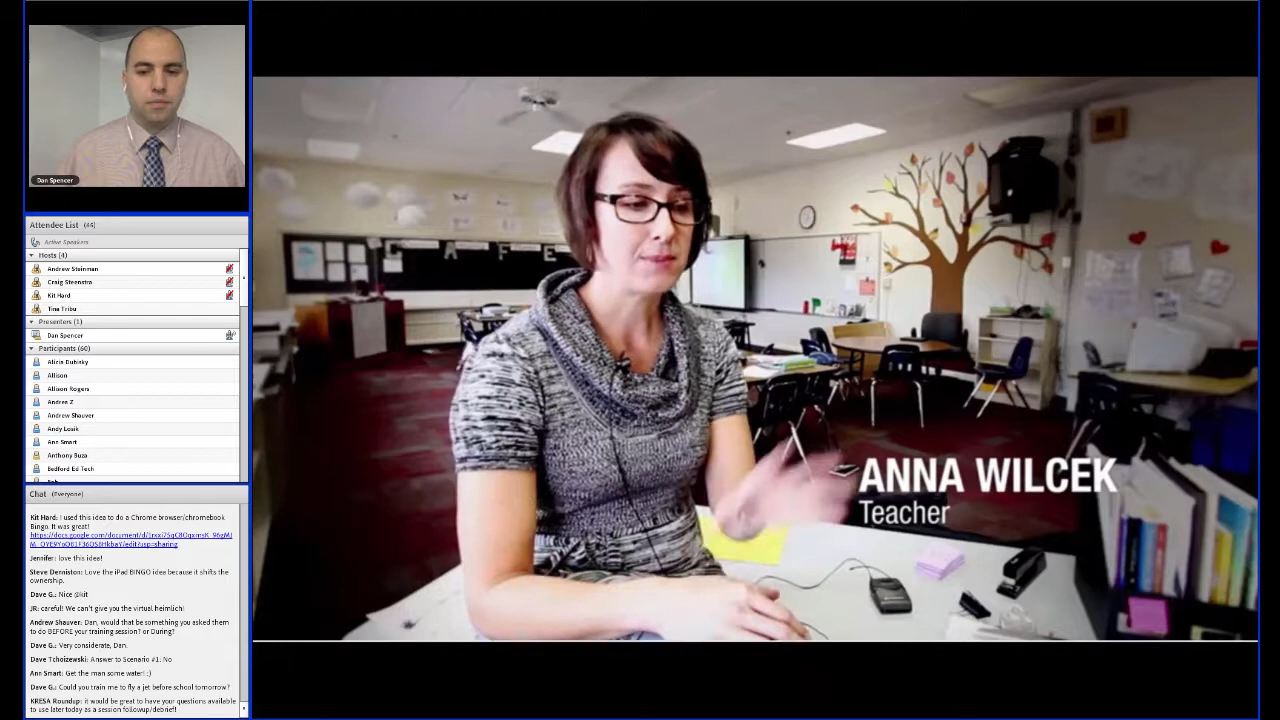 Dan Spencer
Attendee List (65)
Active Speakers
Hosts (4)
Andrew Steinman
Craig Steenstra
Kit Hard
Tina Tribu
Presenters (1)
Dan Spencer
Participants (60)
Alicia Dubinsky
Allison
Allison Rogers
Andrea Z
Andrew Shauver
Andy Losik
Ann Smart
Anthony Buza
Bedford Ed Tech
Chat (Everyone)
Kit Hard: I used this idea to do a Chrome browser/chromebook
Bingo. It was great!
Jennifer: love this idea!
Steve Denniston: Love the iPad BINGO idea because it shifts the
ownership.
Dave G.: Nice @kit
JR: careful! We can't give you the virtual heimlich!
Andrew Shauver: Dan, would that be something you asked them
to do BEFORE your training session? or During?
Dave G.: Very considerate, Dan.
Dave Tchoizewski: Answer to Scenario #1: No
Ann Smart: Get the man some water! :)
Dave G.: Could you train me to fly a jet before school tomorrow?
KRESA Roundup: it would be great to have your questions available
to use later today as a session followup/debrief!
A F E
ANNA WILCEK
Teacher